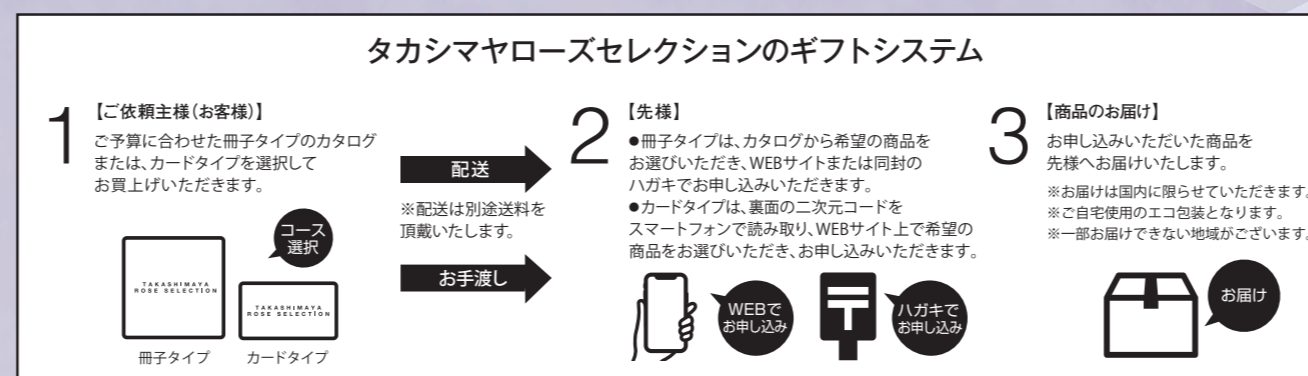 タカシマヤローズセレクションのギフトシステム
1
【ご依頼主様(お客様)】
ご予算に合わせた冊子タイプのカタログ
または、カードタイプを選択して
お買上げいただきます。
コース
選択
TAKASHIMAYA
ROSE SELECTION
TAKASHIMAYA
ROSE SELECTION
冊子タイプ
カードタイプ
配送
※配送は別途送料を
頂戴いたします。
お手渡し
2
【先様】
●冊子タイプは、カタログから希望の商品を
お選びいただき、WEBサイトまたは同封の
ハガキでお申し込みいただきます。
●カードタイプは、裏面の二次元コードを
スマートフォンで読み取り、WEBサイト上で希望の
商品をお選びいただき、お申し込みいただきます。
WEBで
お申し込み
ハガキで
お申し込み
3
【商品のお届け】
お申し込みいただいた商品を
先様へお届けいたします。
※お届けは国内に限らせていただきます。
※ご自宅使用のエコ包装となります。
※一部お届けできない地域がございます。
お届け